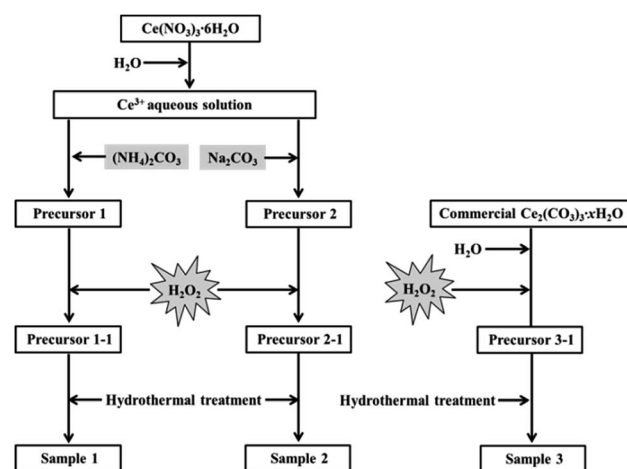 Ce(NO₃)₃·6H₂O
H₂O
Ce³⁺ aqueous solution
(NH₄)₂CO₃
Na₂CO₃
Precursor 1
Precursor 2
Commercial Ce₂(CO₃)₃·xH₂O
H₂O
H₂O₂
H₂O₂
Precursor 1-1
Precursor 2-1
Precursor 3-1
Hydrothermal treatment
Hydrothermal treatment
Sample 1
Sample 2
Sample 3